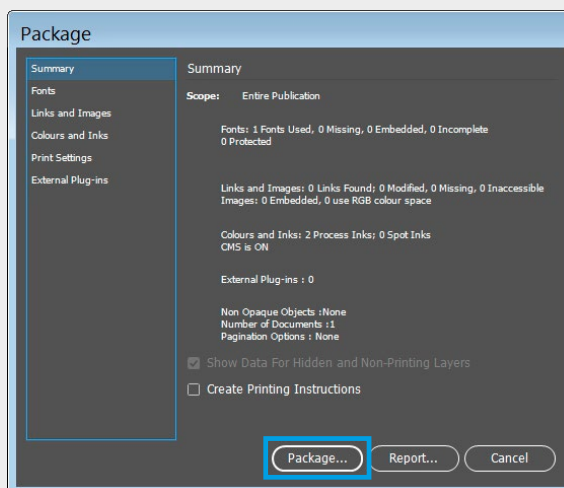 Package
Summary
Fonts
Links and Images
Colours and Inks
Print Settings
External Plug-ins
Summary
Scope: Entire Publication
Fonts: 1 Fonts Used, 0 Missing, 0 Embedded, 0 Incomplete
0 Protected
Links and Images: 0 Links Found; 0 Modified, 0 Missing, 0 Inaccessible
Images: 0 Embedded, 0 use RGB colour space
Colours and Inks: 2 Process Inks; 0 Spot Inks
CMS is ON
External Plug-ins : 0
Non Opaque Objects :None
Number of Documents :1
Pagination Options : None
Show Data For Hidden and Non-Printing Layers
Create Printing Instructions
Package... Report... Cancel